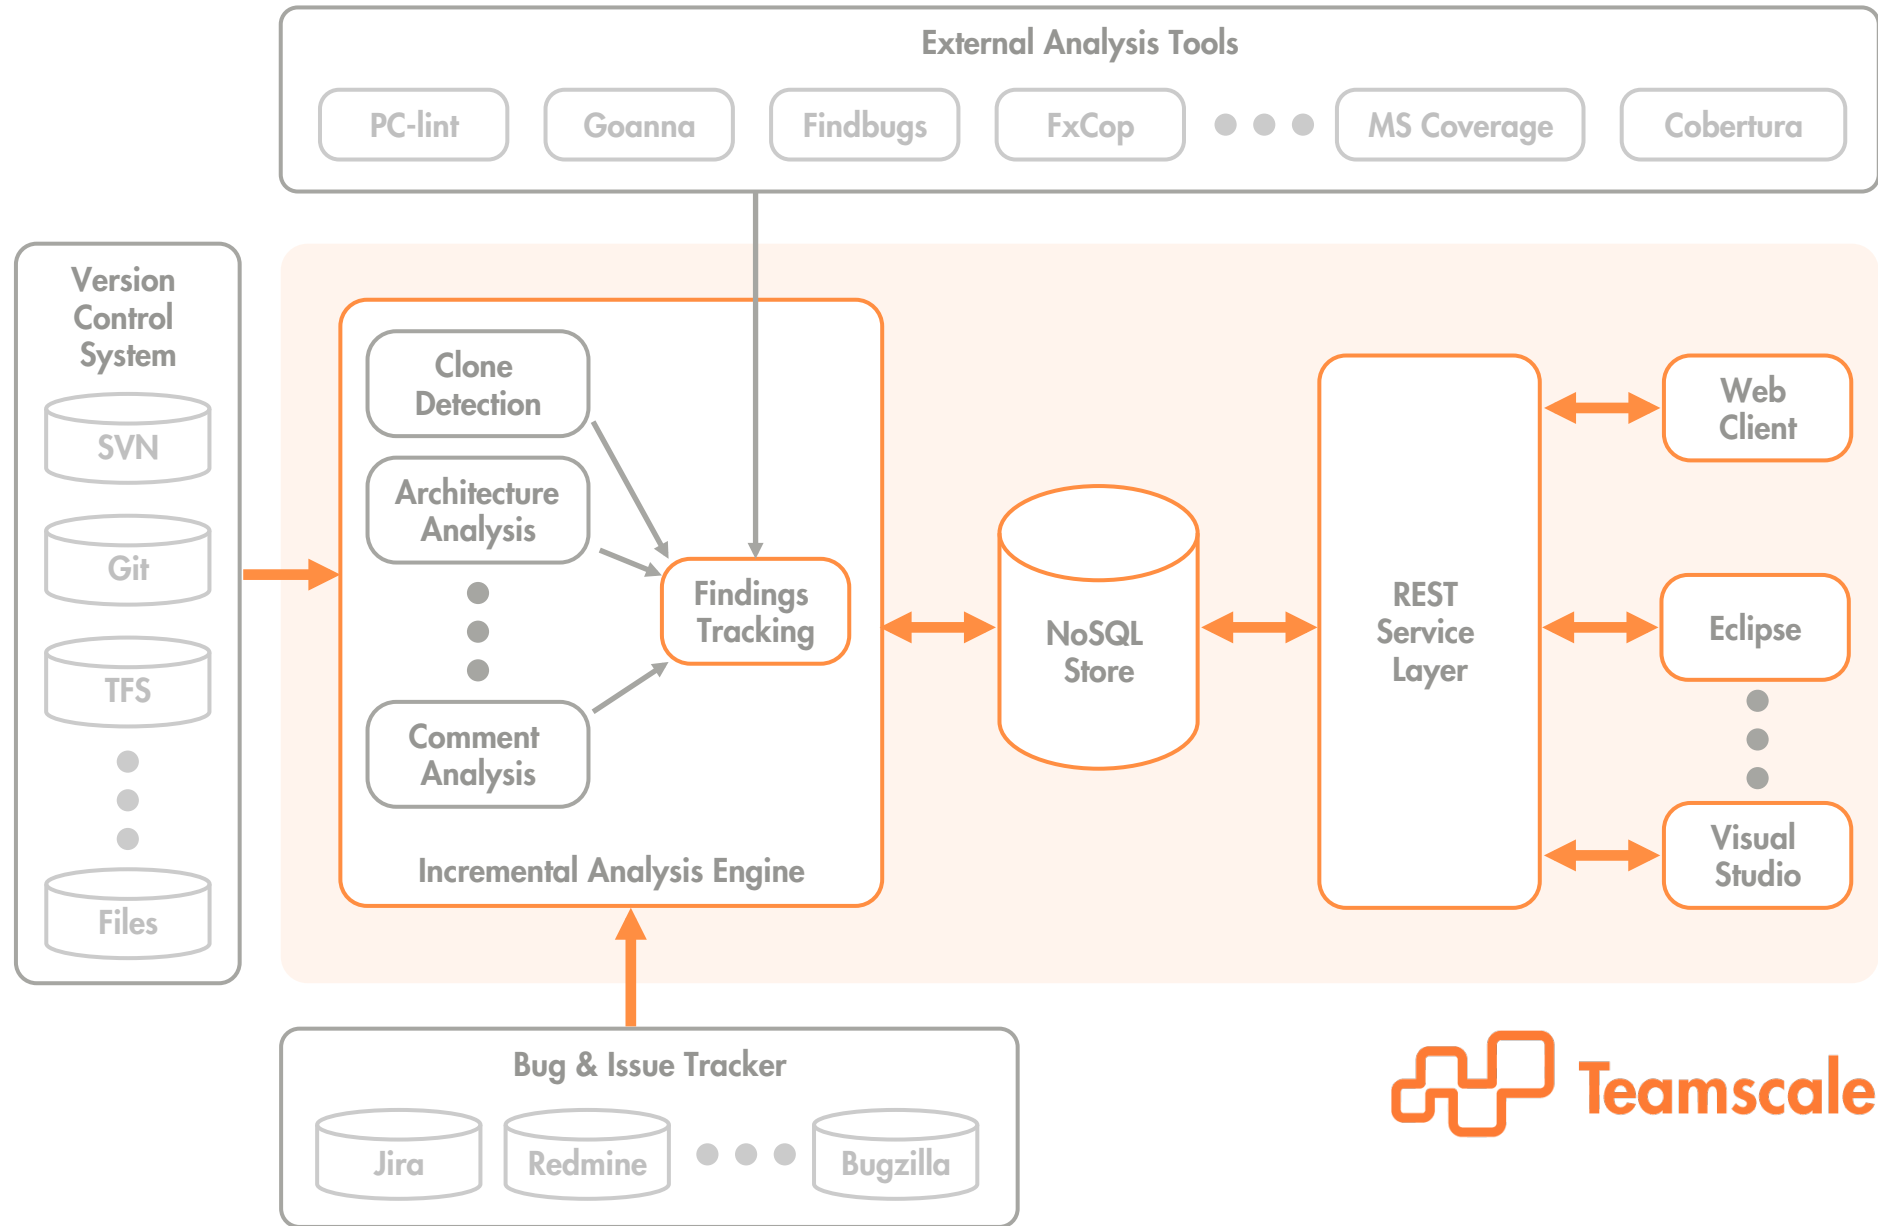 External Analysis Tools
PC-lint
Goanna
Findbugs
FxCop
MS Coverage
Cobertura
Version
Control
System
SVN
Git
TFS
Files
Clone
Detection
Architecture
Analysis
Comment
Analysis
Findings
Tracking
Incremental Analysis Engine
NoSQL
Store
REST
Service
Layer
Web
Client
Eclipse
Visual
Studio
Bug & Issue Tracker
Jira
Redmine
Bugzilla
Teamscale